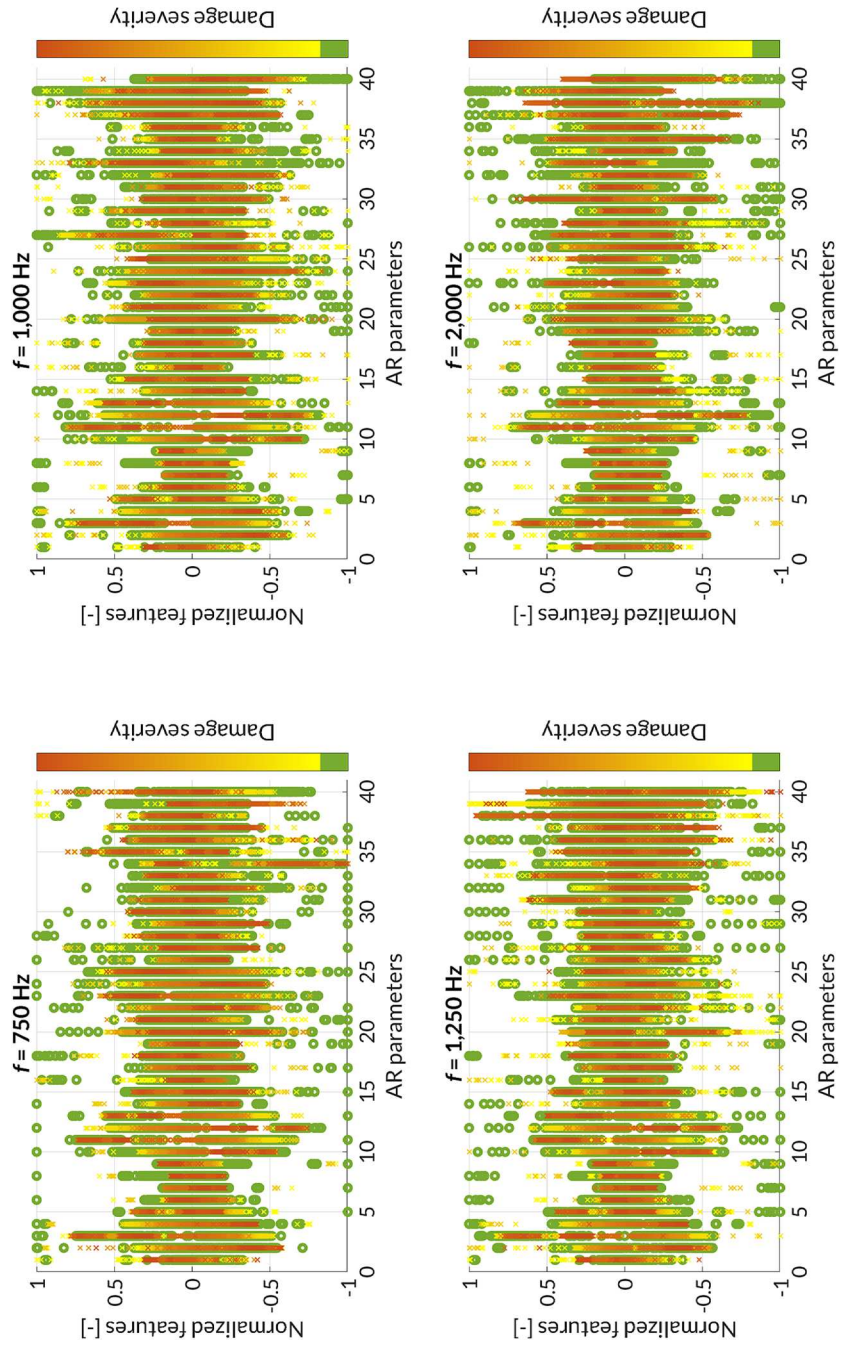 f = 750 Hz
1
0.5
0
-0.5
-1
0 5 10 15 20 25 30 35 40
Normalized features [-]
AR parameters
Damage severity
f = 1,000 Hz
1
0.5
0
-0.5
-1
0 5 10 15 20 25 30 35 40
Normalized features [-]
AR parameters
Damage severity
f = 1,250 Hz
1
0.5
0
-0.5
-1
0 5 10 15 20 25 30 35 40
Normalized features [-]
AR parameters
Damage severity
f = 2,000 Hz
1
0.5
0
-0.5
-1
0 5 10 15 20 25 30 35 40
Normalized features [-]
AR parameters
Damage severity